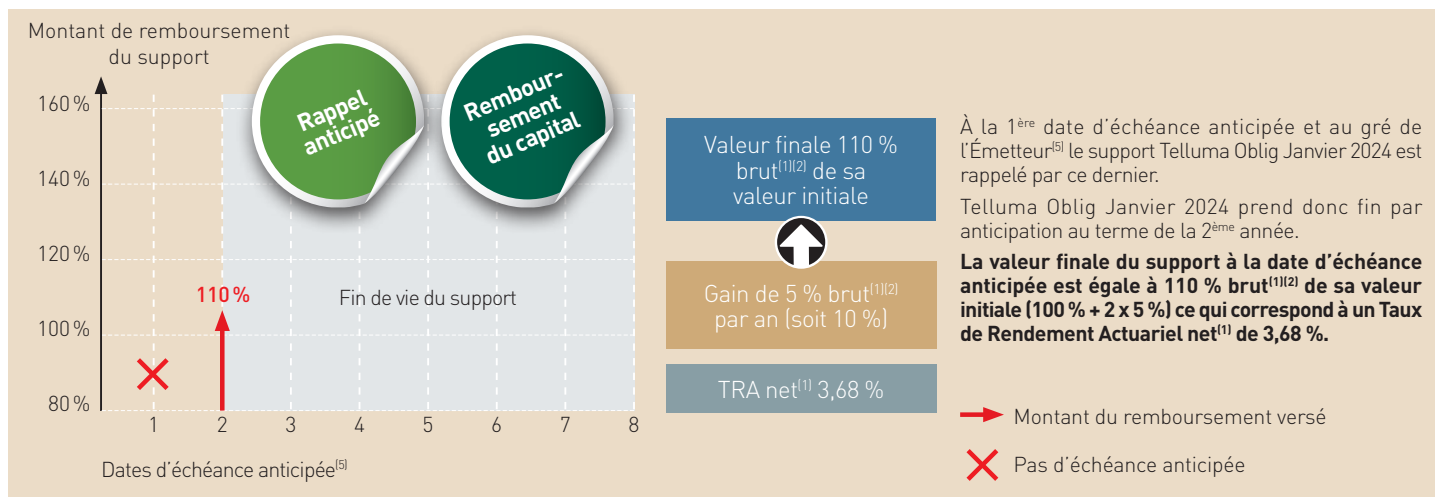 Montant de remboursement
du support
160 %
140 %
120 %
100 %
80 %
Rappel
anticipé
Rembour-
sement
du capital
110 %
Fin de vie du support
1 2 3 4 5 6 7 8
Dates d'échéance anticipée(5)
Valeur finale 110 %
brut(1)(2) de sa
valeur initiale
Gain de 5 % brut(1)(2)
par an (soit 10 %)
TRA net(1) 3,68 %
À la 1ère date d'échéance anticipée et au gré de
l'Émetteur(5) le support Telluma Oblig Janvier 2024 est
rappelé par ce dernier.
Telluma Oblig Janvier 2024 prend donc fin par
anticipation au terme de la 2ème année.
La valeur finale du support à la date d'échéance
anticipée est égale à 110 % brut(1)(2) de sa valeur
initiale (100 % + 2 x 5 %) ce qui correspond à un Taux
de Rendement Actuariel net(1) de 3,68 %.
Montant du remboursement versé
Pas d'échéance anticipée